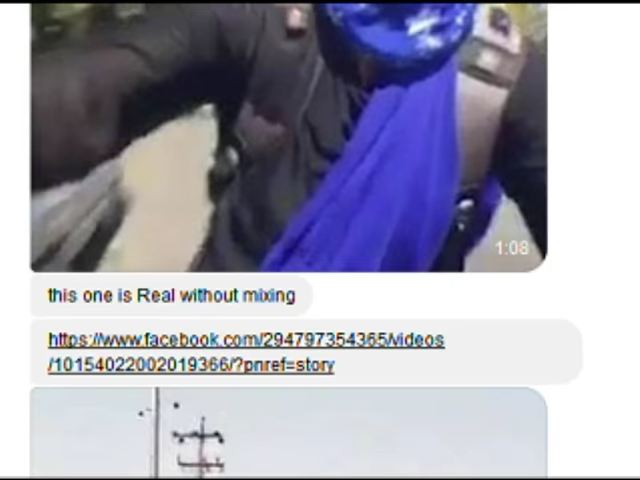 1:08
this one is Real without mixing
https://www.facebook.com/294797354365/videos
/10154022002019366/?pnref=story